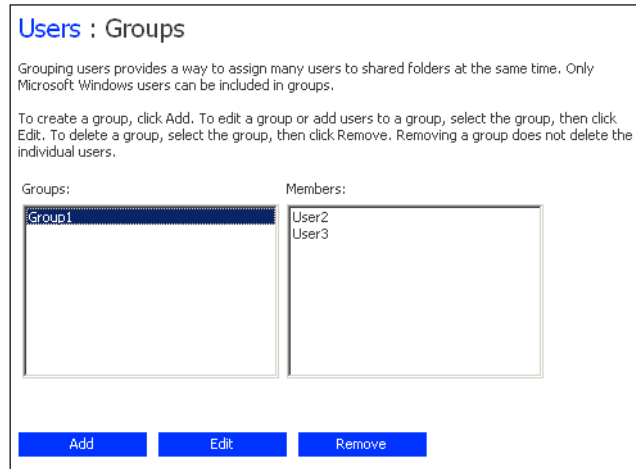 Users : Groups
Grouping users provides a way to assign many users to shared folders at the same time. Only
Microsoft Windows users can be included in groups.
To create a group, click Add. To edit a group or add users to a group, select the group, then click
Edit. To delete a group, select the group, then click Remove. Removing a group does not delete the
individual users.
Groups: Members:
Group1 User2
User3
Add Edit Remove